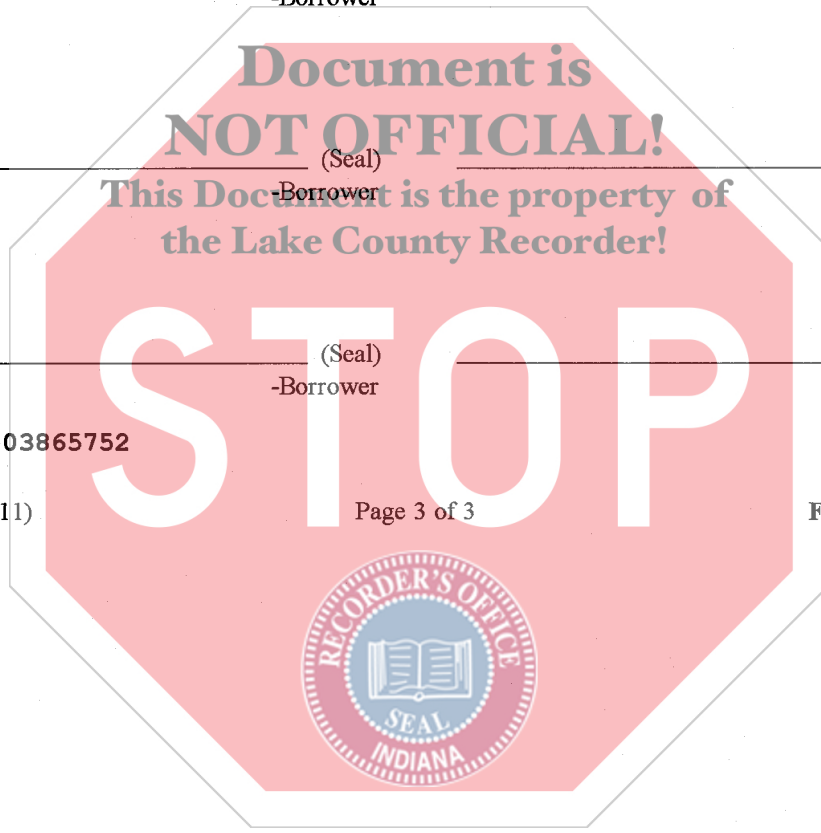 -Borrower
Document is
NOT OFFICIAL!
(Seal)
-Borrower
This Document is the property of
the Lake County Recorder!
STOP
(Seal)
-Borrower
03865752
11)
Page 3 of 3
F
RECORDER'S OFFICE
SEAL
INDIANA